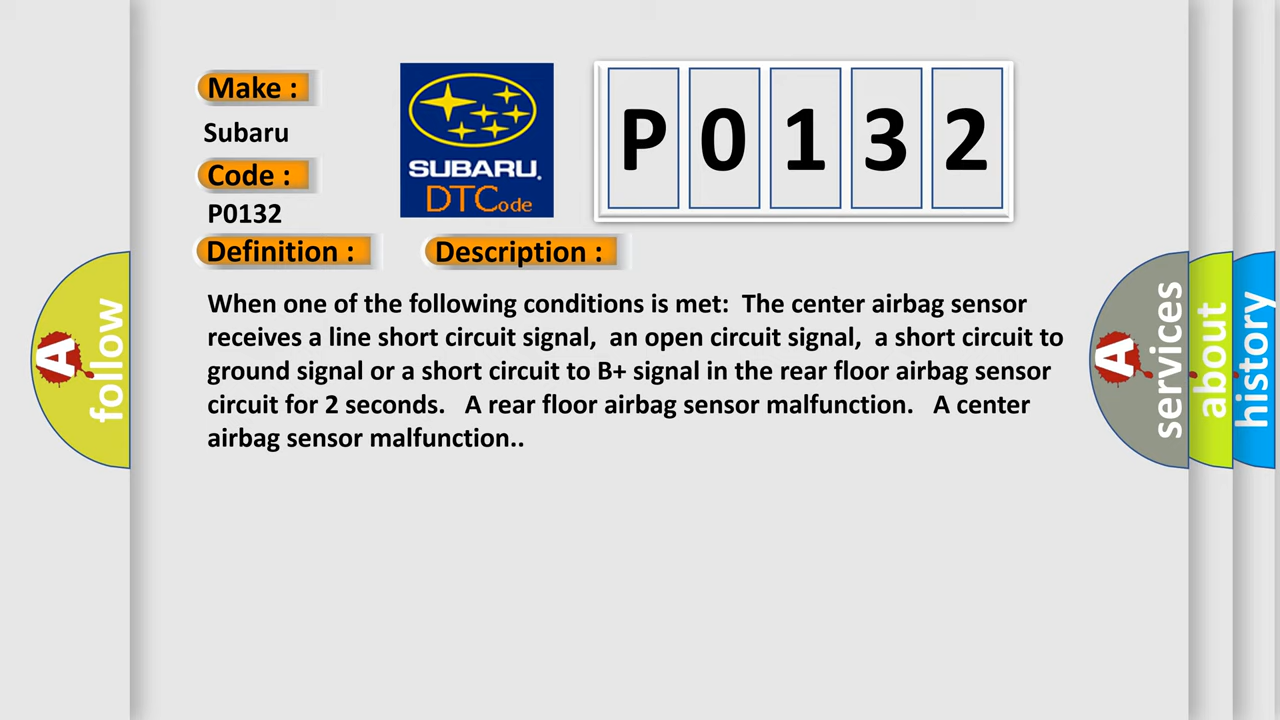 Make :
Subaru
Code :
P0132
Definition :
Description :
SUBARU.
DTCode
P0132
When one of the following conditions is met:  The center airbag sensor
receives a line short circuit signal,  an open circuit signal,  a short circuit to
ground signal or a short circuit to B+ signal in the rear floor airbag sensor
circuit for 2 seconds.   A rear floor airbag sensor malfunction.   A center
airbag sensor malfunction..
A follow
A services
about
history